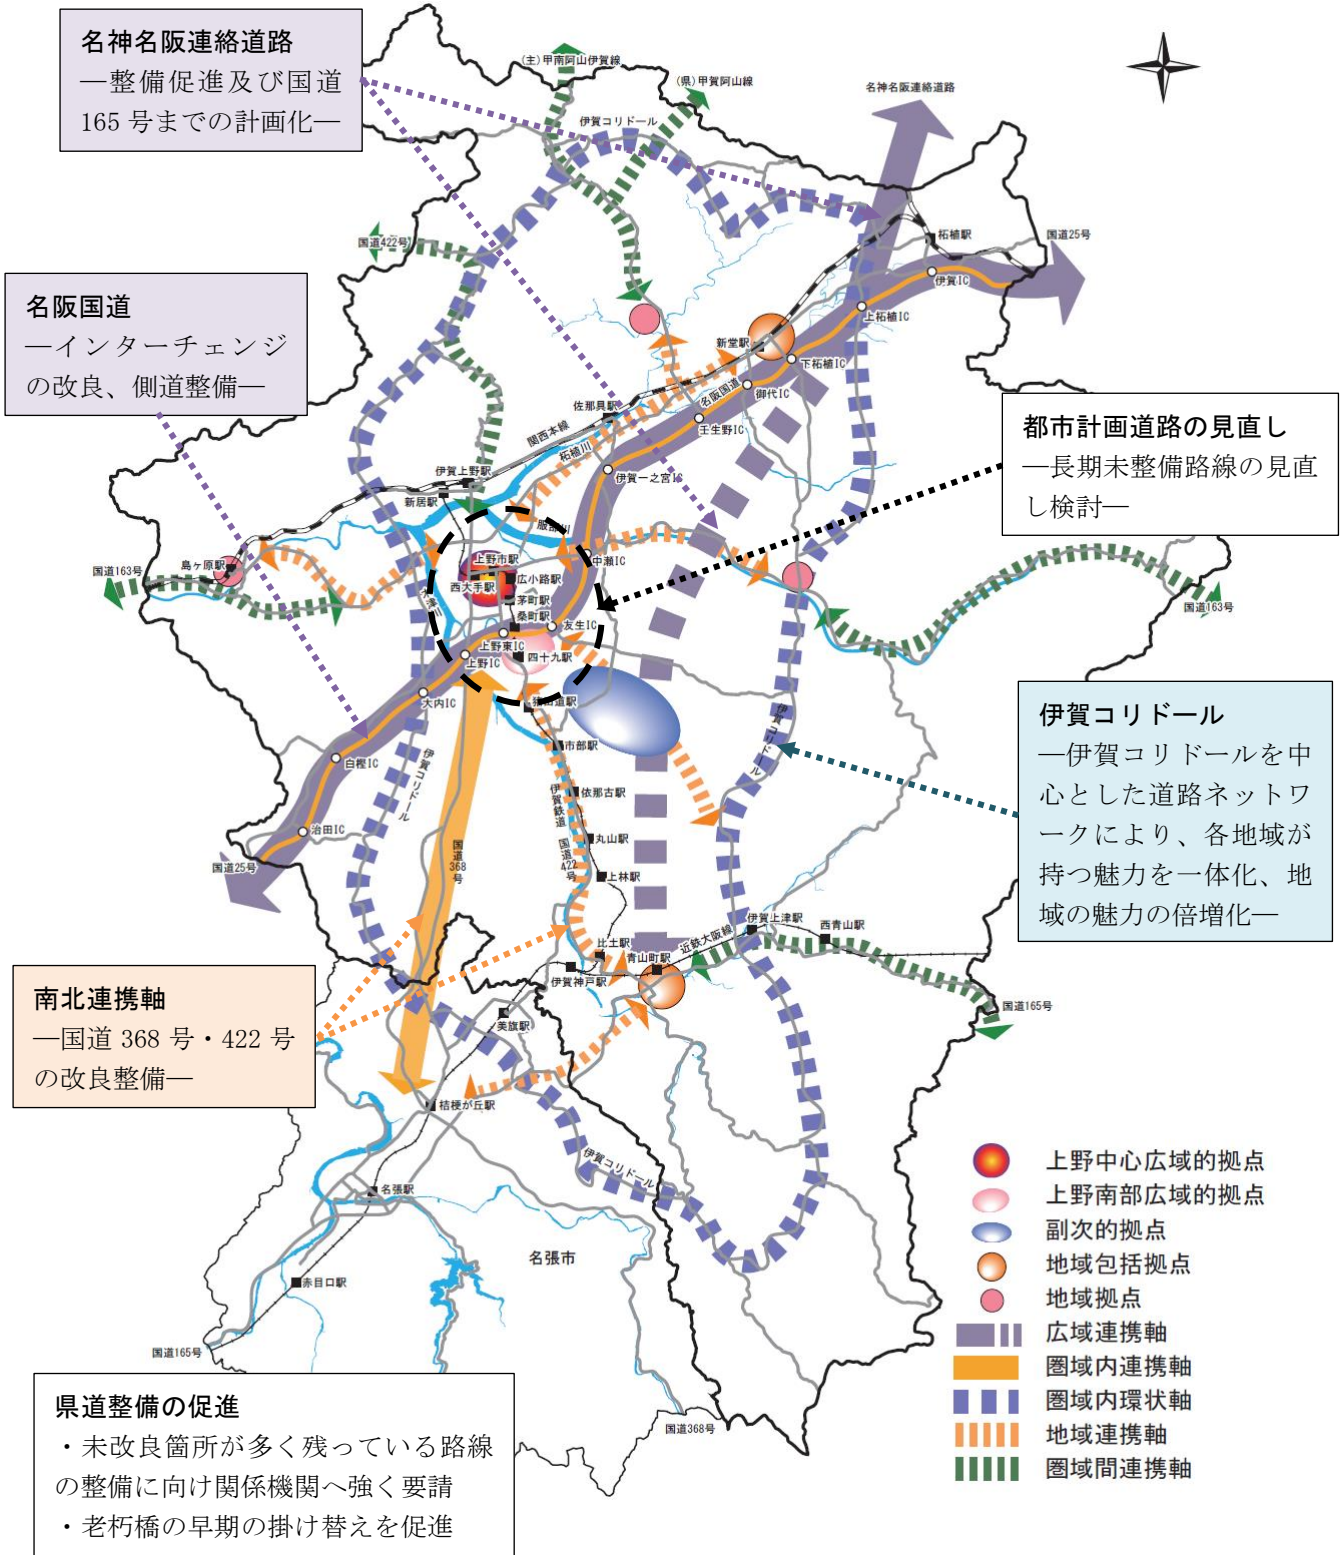 名神名阪連絡道路
―整備促進及び国道
165 号までの計画化―
(主)甲南阿山伊賀線
(県)甲賀阿山線
伊賀コリドール
名神名阪連絡道路
国道422号
柘植駅
国道25号
伊賀IC
上柘植IC
名阪国道
―インターチェンジ
の改良、側道整備―
新堂駅
下柘植IC
名阪国道
御代IC
壬生野IC
佐那具駅
関西本線
柘植川
伊賀一之宮IC
伊賀上野駅
新居駅
都市計画道路の見直し
―長期未整備路線の見直
し検討―
服部川
中瀬IC
島ヶ原駅
国道163号
上野市駅
西大手駅
広小路駅
茅町駅
桑町駅
木津川
友生IC
国道163号
上野東IC
上野IC
四十九駅
大内IC
猪田道駅
市部駅
伊賀コリドール
伊賀コリドール
―伊賀コリドールを中
心とした道路ネットワ
ークにより、各地域が
持つ魅力を一体化、地
域の魅力の倍増化―
白樫IC
伊賀コリドール
依那古駅
伊賀鉄道
治田IC
丸山駅
国道25号
国道368号
国道422号
上林駅
伊賀上津駅
西青山駅
近鉄大阪線
比土駅
青山町駅
伊賀神戸駅
国道165号
南北連携軸
―国道 368 号・422 号
の改良整備―
美旗駅
桔梗が丘駅
伊賀コリドール
名張駅
名張市
赤目口駅
国道165号
上野中心広域的拠点
上野南部広域的拠点
副次的拠点
地域包括拠点
地域拠点
広域連携軸
圏域内連携軸
圏域内環状軸
地域連携軸
圏域間連携軸
国道368号
県道整備の促進
・未改良箇所が多く残っている路線
の整備に向け関係機関へ強く要請
・老朽橋の早期の掛け替えを促進